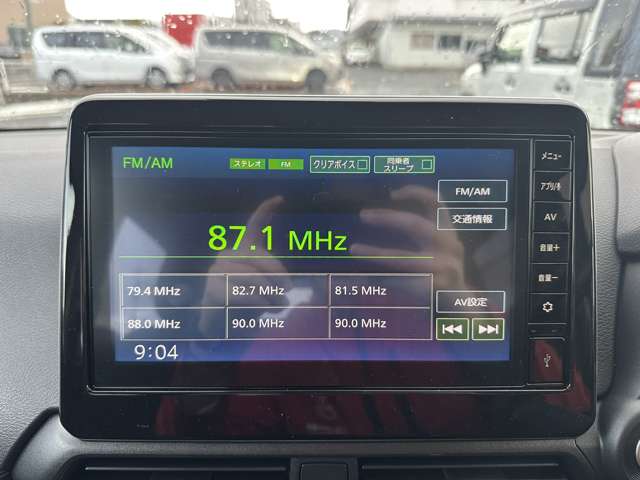 FM/AM
ステレオ FM クリアボイス 同乗者スリープ
メニュー
FM/AM
交通情報
AV
87.1 MHz
音量+
79.4 MHz 82.7 MHz 81.5 MHz
音量−
AV設定
88.0 MHz 90.0 MHz 90.0 MHz
9:04